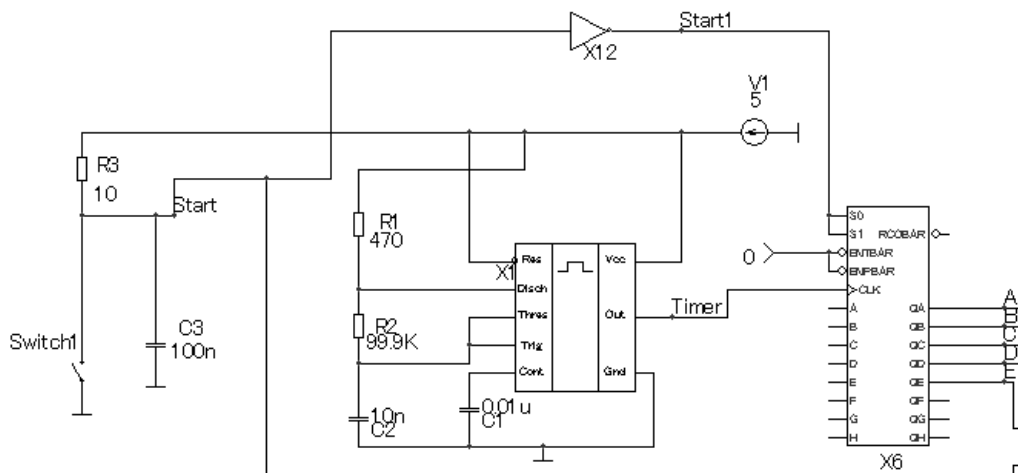 Start1
X12
V1
5
R3
10
Start
R1
470
X1
Res
Disch
Thres
Trig
Cont
Vcc
Out
Gnd
R2
99.9K
Timer
0
S0
S1
ENTBAR
ENPBAR
CLK
A
B
C
D
E
F
G
H
RCOBAR
QA
QB
QC
QD
QE
QF
QG
QH
A
B
C
D
E
X6
Switch1
C3
100n
10n
C2
0.01u
C1